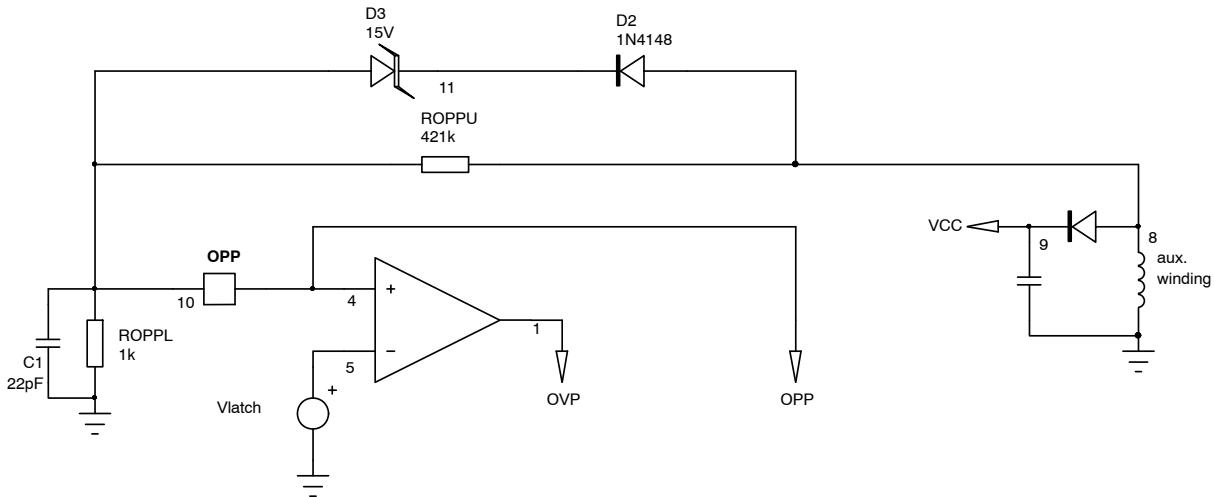 D3
15V
D2
1N4148
11
ROPPU
421k
VCC
9
8
aux.
winding
OPP
10
4
+
ROPPL
1k
1
C1
22pF
5
−
+
Vlatch
OVP
OPP